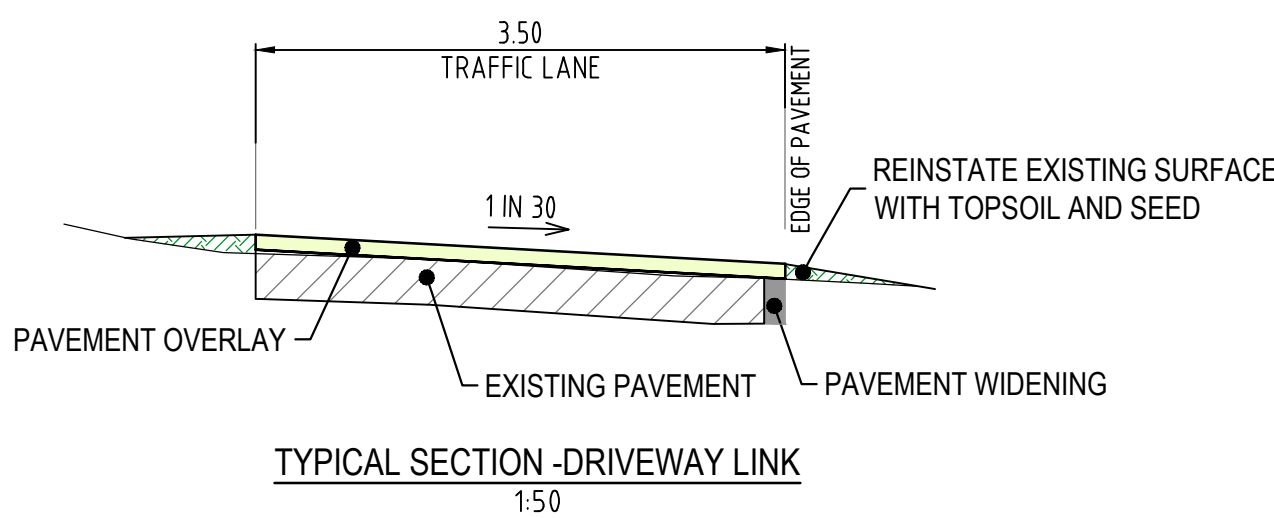 3.50
TRAFFIC LANE
EDGE OF PAVEMENT
REINSTATE EXISTING SURFACE
WITH TOPSOIL AND SEED
1 IN 30
PAVEMENT OVERLAY
EXISTING PAVEMENT
PAVEMENT WIDENING
TYPICAL SECTION -DRIVEWAY LINK
1:50